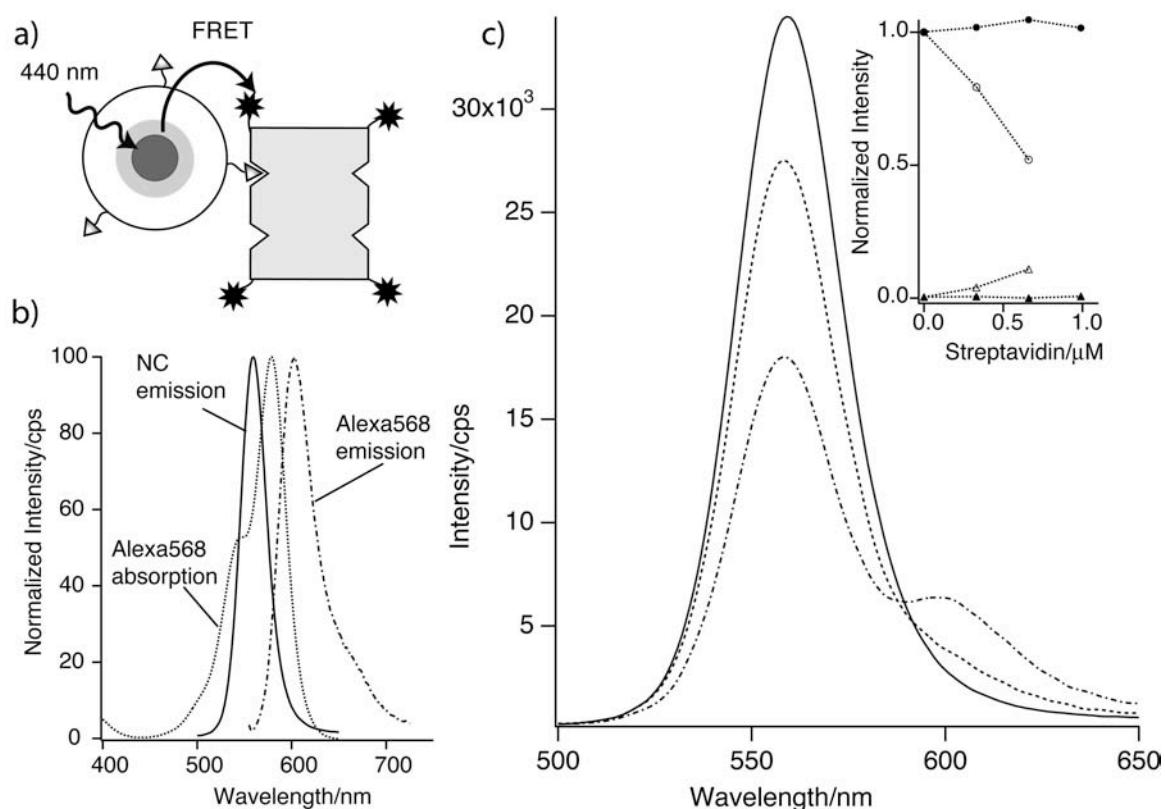 a)
FRET
440 nm
b)
100
80
60
40
20
0
Normalized Intensity/cps
NC
emission
Alexa568
emission
Alexa568
absorption
400
500
600
700
Wavelength/nm
c)
30x10³
25
20
15
10
5
Intensity/cps
500
550
600
650
Wavelength/nm
1.0
0.5
0.0
Normalized Intensity
0.0
0.5
1.0
Streptavidin/μM